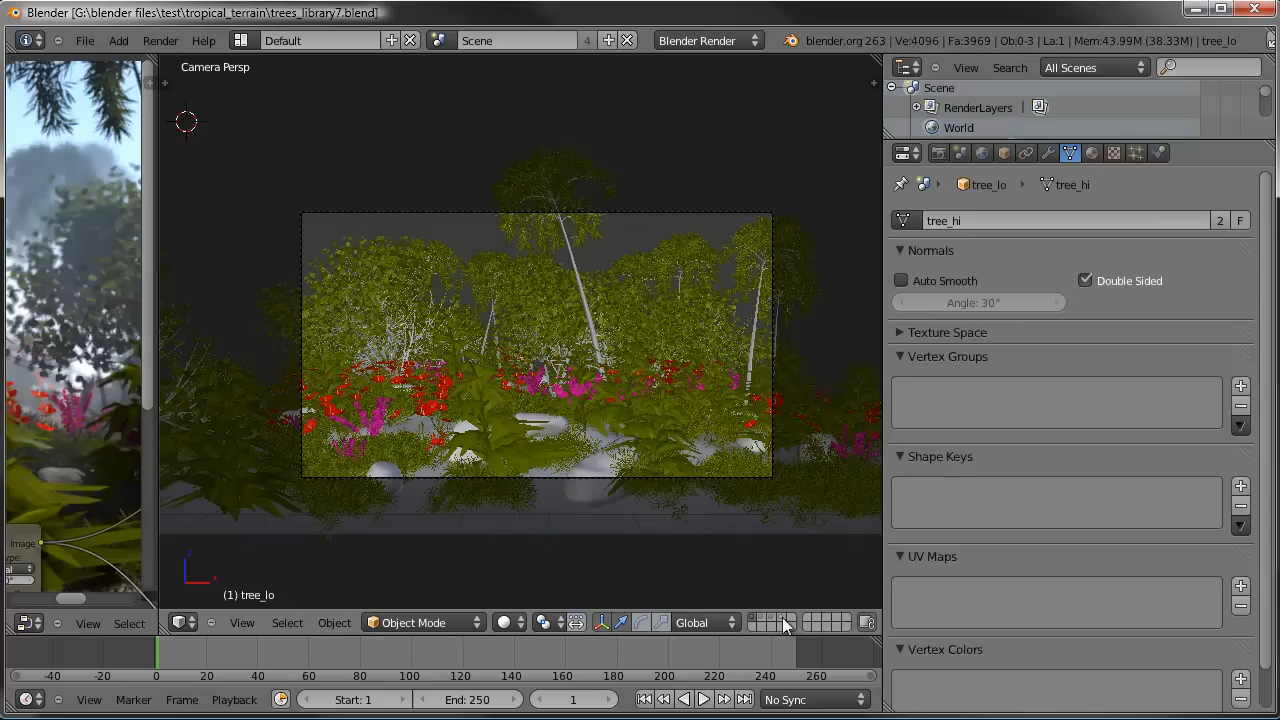 Blender [G:\blender files\test\tropical_terrain\trees_library7.blend]
File Add Render Help Default Scene 4 Blender Render blender.org 263 | Ve:4096 | Fa:3969 | Ob:0-3 | La:1 | Mem:43.99M (38.33M) | tree_lo
Camera Persp
View Search All Scenes
Scene
RenderLayers |
World
tree_lo tree_hi
tree_hi 2 F
Normals
Auto Smooth Double Sided
Angle: 30°
Texture Space
Vertex Groups
Shape Keys
UV Maps
Vertex Colors
Image
(1) tree_lo
View Select
View Select Object Object Mode Global
-40 -20 0 20 40 60 80 100 120 140 160 180 200 220 240 260
View Marker Frame Playback Start: 1 End: 250 1 No Sync